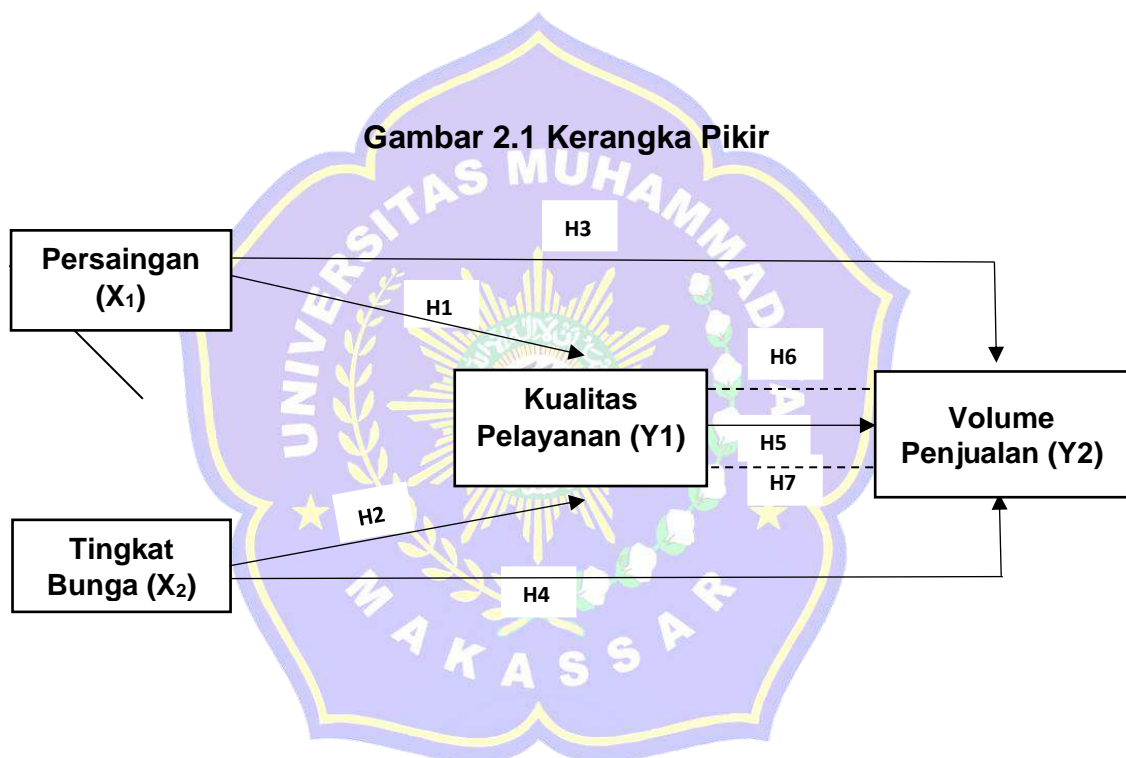 Gambar 2.1 Kerangka Pikir
UNIVERSITAS MUHAMMAD
H3
Persaingan
(X₁)
H1
H6
Kualitas
Pelayanan (Y1)
Volume
Penjualan (Y2)
H5
H7
H2
Tingkat
Bunga (X₂)
H4
MAKASSAR